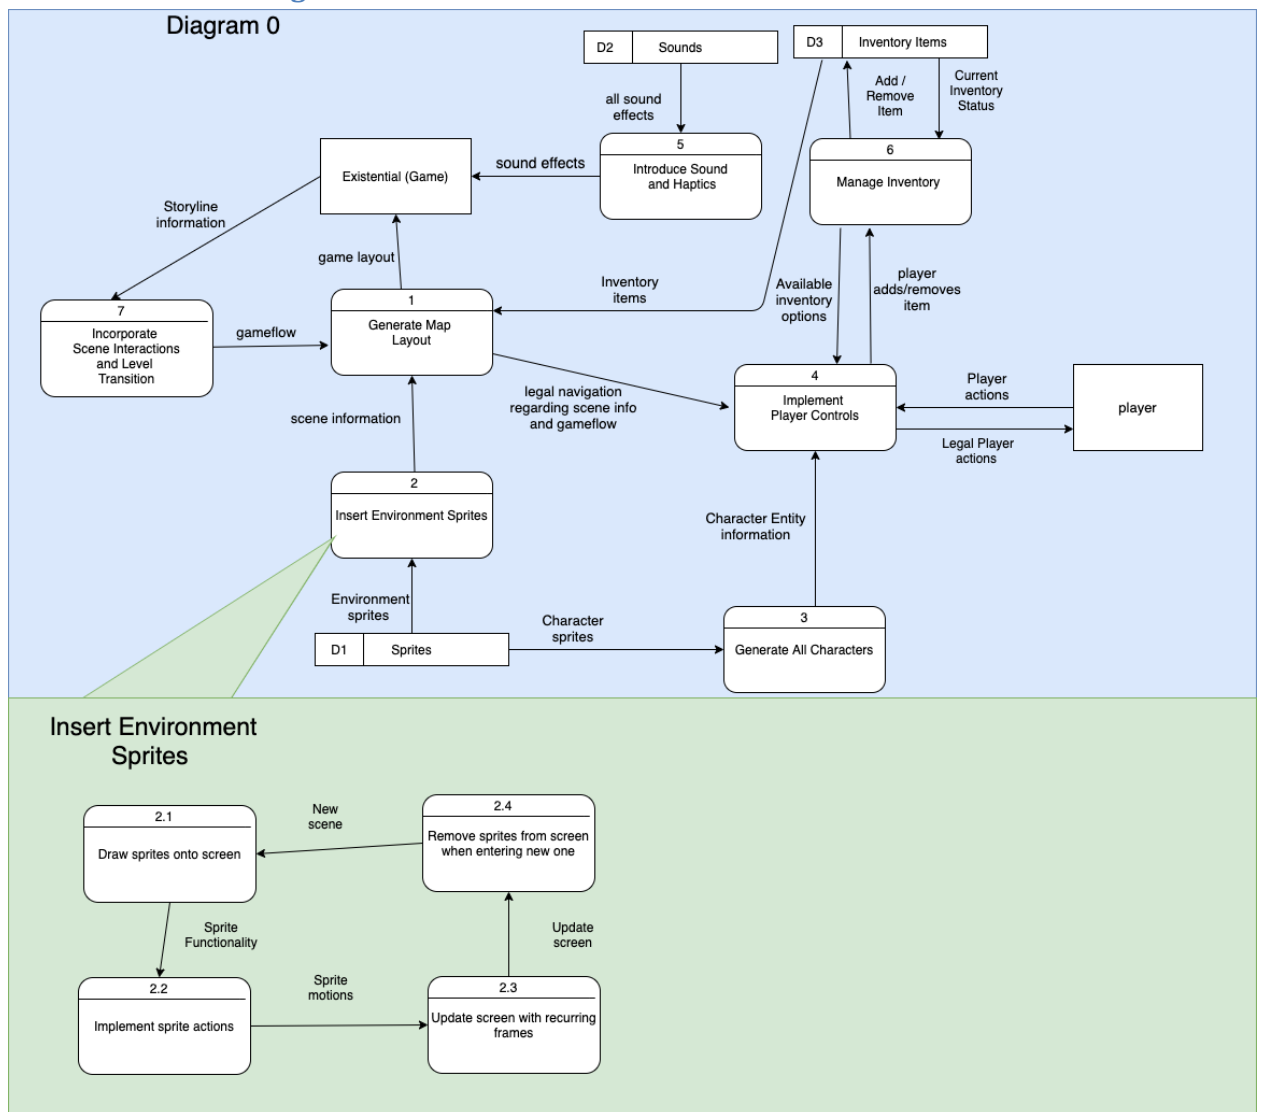 Diagram 0
D2
Sounds
D3
Inventory Items
all sound
effects
Add /
Remove
Item
Current
Inventory
Status
5
Introduce Sound
and Haptics
6
Manage Inventory
Existential (Game)
sound effects
Storyline
information
game layout
Inventory
items
Available
inventory
options
player
adds/removes
item
7
Incorporate
Scene Interactions
and Level
Transition
gameflow
1
Generate Map
Layout
legal navigation
regarding scene info
and gameflow
4
Implement
Player Controls
Player
actions
Legal Player
actions
player
scene information
2
Insert Environment Sprites
Character Entity
information
Environment
sprites
D1
Sprites
Character
sprites
3
Generate All Characters
Insert Environment
Sprites
2.1
Draw sprites onto screen
New
scene
2.4
Remove sprites from screen
when entering new one
Sprite
Functionality
Update
screen
2.2
Implement sprite actions
Sprite
motions
2.3
Update screen with recurring
frames